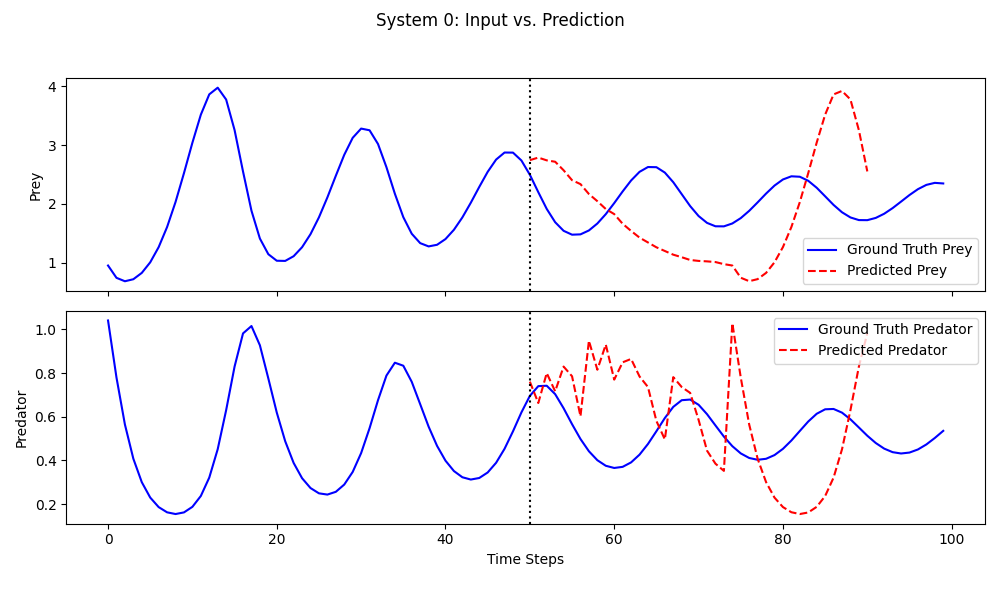 System 0: Input vs. Prediction
4
3
2
1
Prey
Ground Truth Prey
Predicted Prey
1.0
0.8
0.6
0.4
0.2
Predator
Ground Truth Predator
Predicted Predator
0 20 40 60 80 100
Time Steps